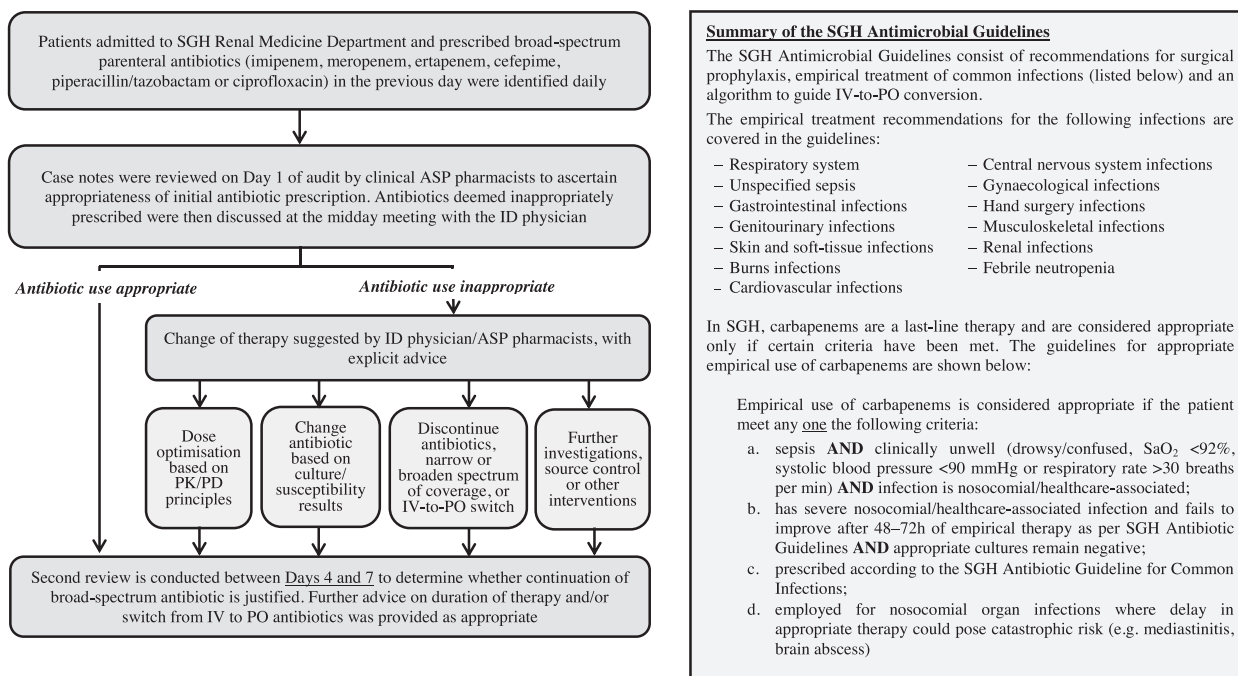 Patients admitted to SGH Renal Medicine Department and prescribed broad-spectrum
parenteral antibiotics (imipenem, meropenem, ertapenem, cefepime,
piperacillin/tazobactam or ciprofloxacin) in the previous day were identified daily
Case notes were reviewed on Day 1 of audit by clinical ASP pharmacists to ascertain
appropriateness of initial antibiotic prescription. Antibiotics deemed inappropriately
prescribed were then discussed at the midday meeting with the ID physician
Antibiotic use appropriate
Antibiotic use inappropriate
Change of therapy suggested by ID physician/ASP pharmacists, with
explicit advice
Dose
optimisation
based on
PK/PD
principles
Change
antibiotic
based on
culture/
susceptibility
results
Discontinue
antibiotics,
narrow or
broaden spectrum
of coverage, or
IV-to-PO switch
Further
investigations,
source control
or other
interventions
Second review is conducted between Days 4 and 7 to determine whether continuation of
broad-spectrum antibiotic is justified. Further advice on duration of therapy and/or
switch from IV to PO antibiotics was provided as appropriate
Summary of the SGH Antimicrobial Guidelines
The SGH Antimicrobial Guidelines consist of recommendations for surgical
prophylaxis, empirical treatment of common infections (listed below) and an
algorithm to guide IV-to-PO conversion.
The empirical treatment recommendations for the following infections are
covered in the guidelines:
– Respiratory system
– Unspecified sepsis
– Gastrointestinal infections
– Genitourinary infections
– Skin and soft-tissue infections
– Burns infections
– Cardiovascular infections
– Central nervous system infections
– Gynaecological infections
– Hand surgery infections
– Musculoskeletal infections
– Renal infections
– Febrile neutropenia
In SGH, carbapenems are a last-line therapy and are considered appropriate
only if certain criteria have been met. The guidelines for appropriate
empirical use of carbapenems are shown below:
Empirical use of carbapenems is considered appropriate if the patient
meet any one the following criteria:
a. sepsis AND clinically unwell (drowsy/confused, SaO₂ <92%,
systolic blood pressure <90 mmHg or respiratory rate >30 breaths
per min) AND infection is nosocomial/healthcare-associated;
b. has severe nosocomial/healthcare-associated infection and fails to
improve after 48–72h of empirical therapy as per SGH Antibiotic
Guidelines AND appropriate cultures remain negative;
c. prescribed according to the SGH Antibiotic Guideline for Common
Infections;
d. employed for nosocomial organ infections where delay in
appropriate therapy could pose catastrophic risk (e.g. mediastinitis,
brain abscess)